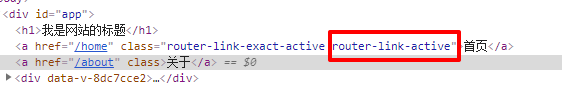 <div id="app">
<h1>我是网站的标题</h1>
<a href="/home" class="router-link-exact-active router-link-active">首页</a>
<a href="/about" class>关于</a> == $0
▶<div data-v-8dc7cce2>…</div>